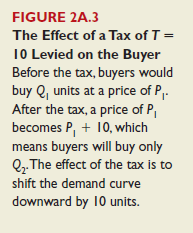 FIGURE 2A.3
The Effect of a Tax of T =
10 Levied on the Buyer
Before the tax, buyers would
buy Q₁ units at a price of P₁.
After the tax, a price of P₁
becomes P₁ + 10, which
means buyers will buy only
Q₂. The effect of the tax is to
shift the demand curve
downward by 10 units.